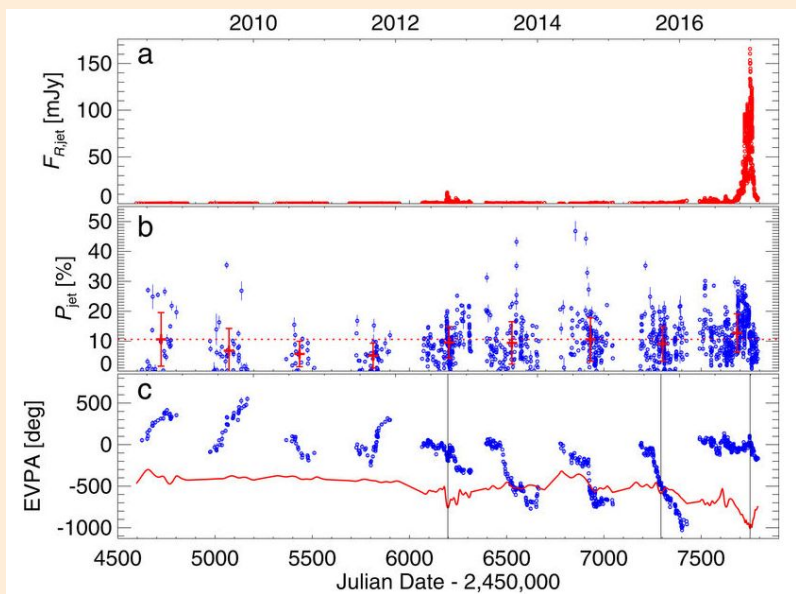 2010 2012 2014 2016
a
F_R,jet [mJy]
150
100
50
0
b
P_jet [%]
50
40
30
20
10
0
c
EVPA [deg]
500
0
-500
-1000
4500 5000 5500 6000 6500 7000 7500
Julian Date - 2,450,000